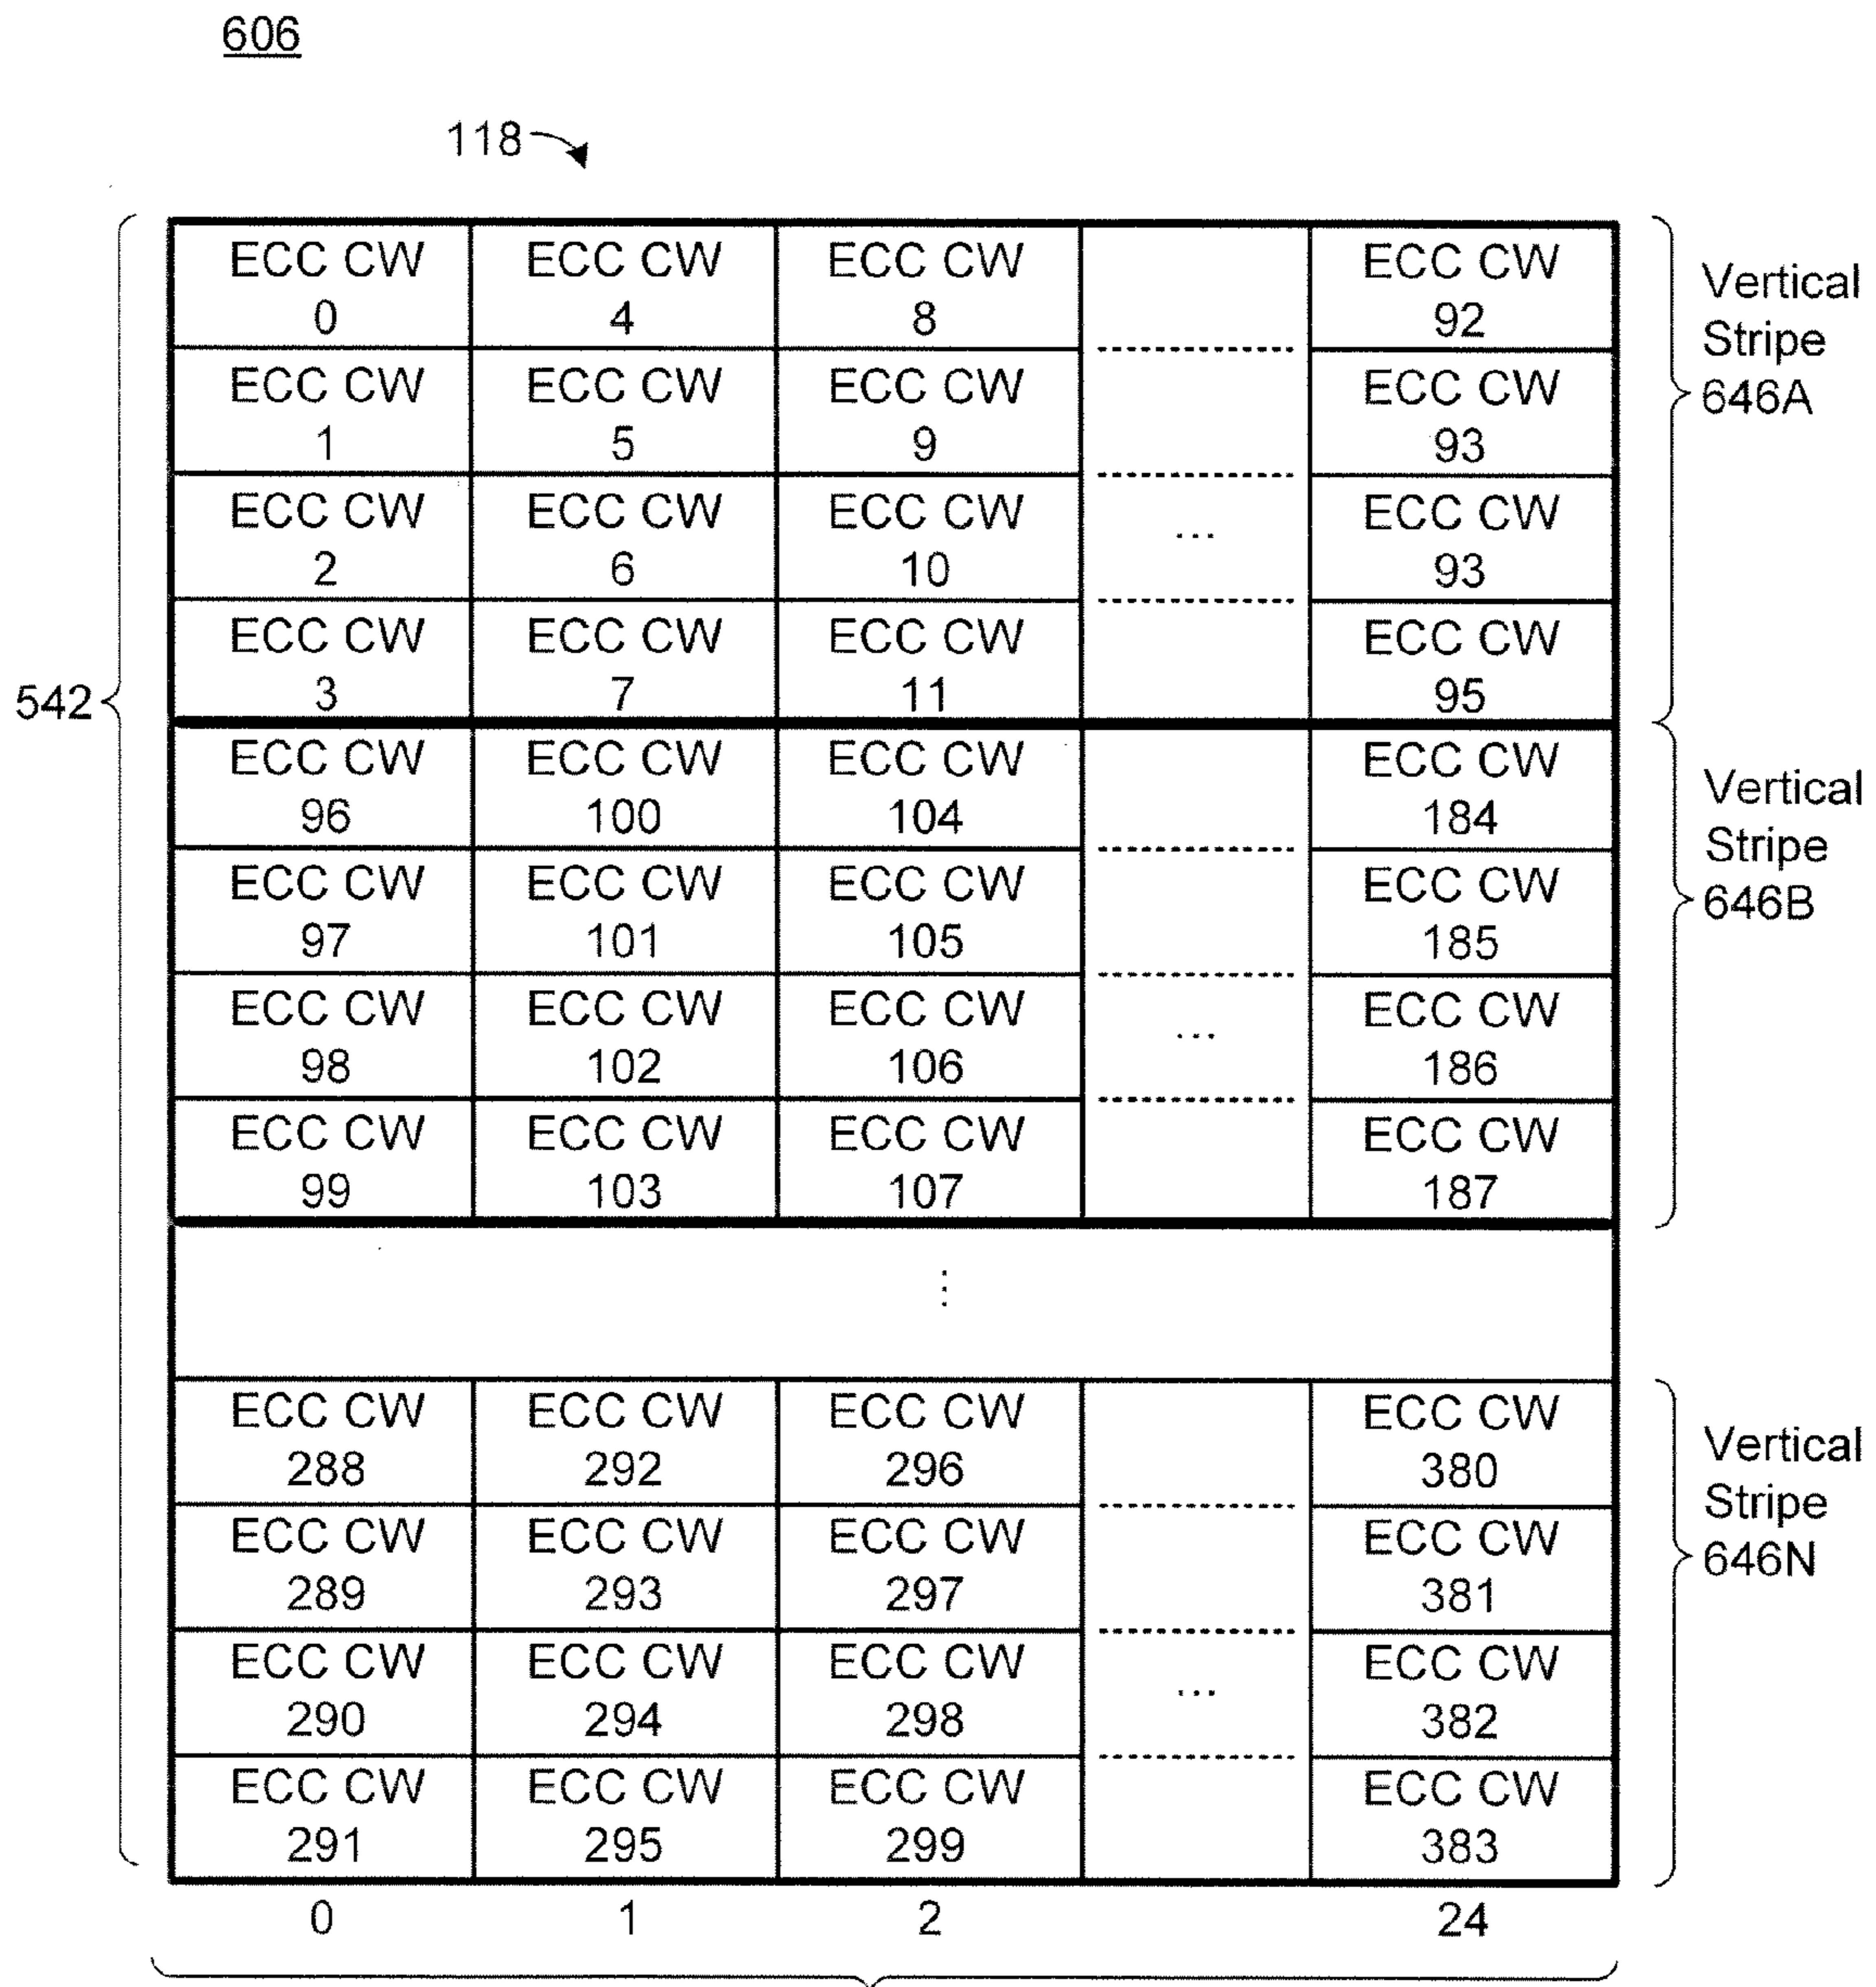 606
118
ECC CW ECC CW ECC CW ECC CW
0 4 8 92
ECC CW ECC CW ECC CW ECC CW
1 5 9 93
ECC CW ECC CW ECC CW ... ECC CW
2 6 10 93
ECC CW ECC CW ECC CW ECC CW
3 7 11 95
Vertical
Stripe
646A
542
ECC CW ECC CW ECC CW ECC CW
96 100 104 184
ECC CW ECC CW ECC CW ECC CW
97 101 105 185
ECC CW ECC CW ECC CW ... ECC CW
98 102 106 186
ECC CW ECC CW ECC CW ECC CW
99 103 107 187
Vertical
Stripe
646B
⋮
ECC CW ECC CW ECC CW ECC CW
288 292 296 380
ECC CW ECC CW ECC CW ECC CW
289 293 297 381
ECC CW ECC CW ECC CW ... ECC CW
290 294 298 382
ECC CW ECC CW ECC CW ECC CW
291 295 299 383
Vertical
Stripe
646N
0 1 2 24